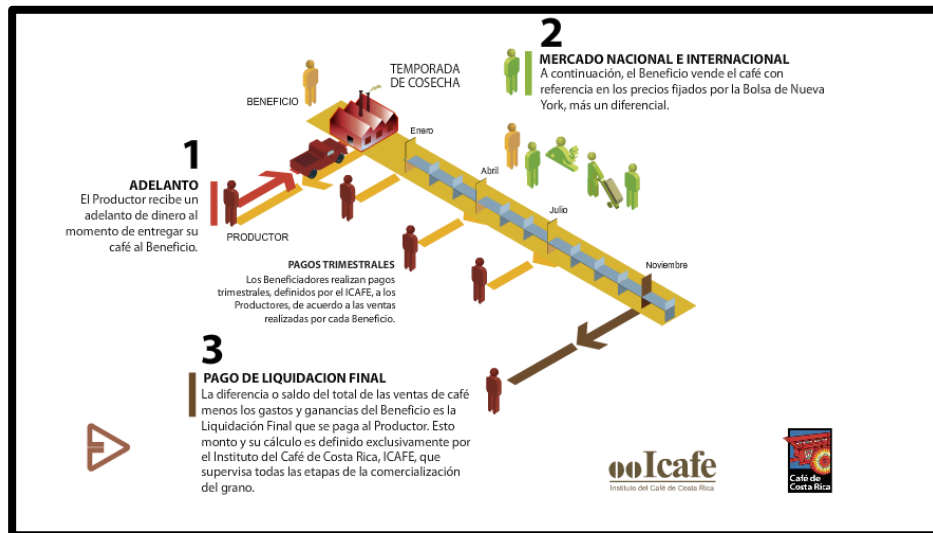 TEMPORADA
DE COSECHA
BENEFICIO
2
MERCADO NACIONAL E INTERNACIONAL
A continuación, el Beneficio vende el café con
referencia en los precios fijados por la Bolsa de Nueva
York, más un diferencial.
Enero
Abril
Julio
Noviembre
1
ADELANTO
El Productor recibe un
adelanto de dinero al
momento de entregar su
café al Beneficio.
PRODUCTOR
PAGOS TRIMESTRALES
Los Beneficiadores realizan pagos
trimestrales, definidos por el ICAFE, a los
Productores, de acuerdo a las ventas
realizadas por cada Beneficio.
3
PAGO DE LIQUIDACION FINAL
La diferencia o saldo del total de las ventas de café
menos los gastos y ganancias del Beneficio es la
Liquidación Final que se paga al Productor. Esto
monto y su cálculo es definido exclusivamente por
el Instituto del Café de Costa Rica, ICAFE, que
supervisa todas las etapas de la comercialización
del grano.
Icafe
Instituto del Café de Costa Rica
Café de
Costa Rica